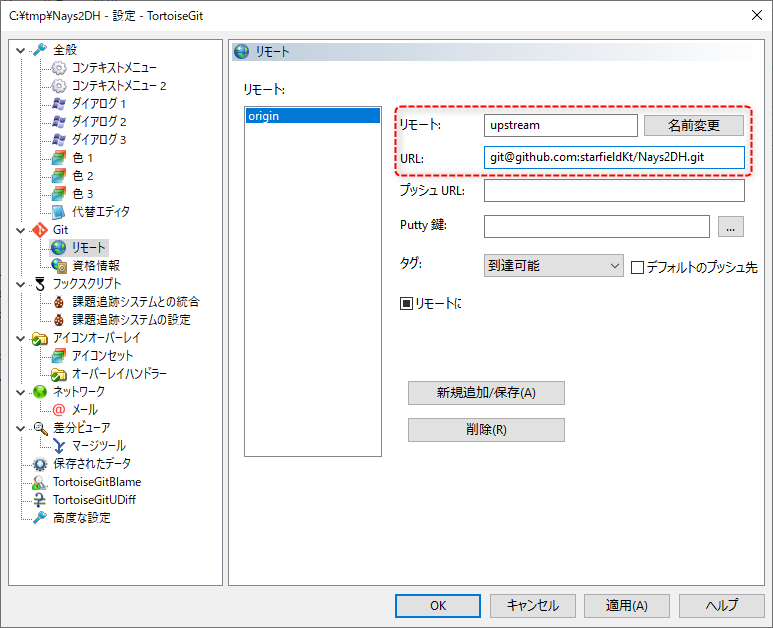 C:¥tmp¥Nays2DH - 設定 - TortoiseGit
全般
コンテキストメニュー
コンテキストメニュー 2
ダイアログ 1
ダイアログ 2
ダイアログ 3
色 1
色 2
色 3
代替エディタ
Git
リモート
資格情報
フックスクリプト
課題追跡システムとの統合
課題追跡システムの設定
アイコンオーバーレイ
アイコンセット
オーバーレイハンドラー
ネットワーク
メール
差分ビューア
マージツール
保存されたデータ
TortoiseGitBlame
TortoiseGitUDiff
高度な設定
リモート
リモート:
origin
リモート: upstream 名前変更
URL: git@github.com:starfieldKt/Nays2DH.git
プッシュ URL:
Putty 鍵: ...
タグ: 到達可能 デフォルトのプッシュ先
リモートに
新規追加/保存(A)
削除(R)
OK キャンセル 適用(A) ヘルプ